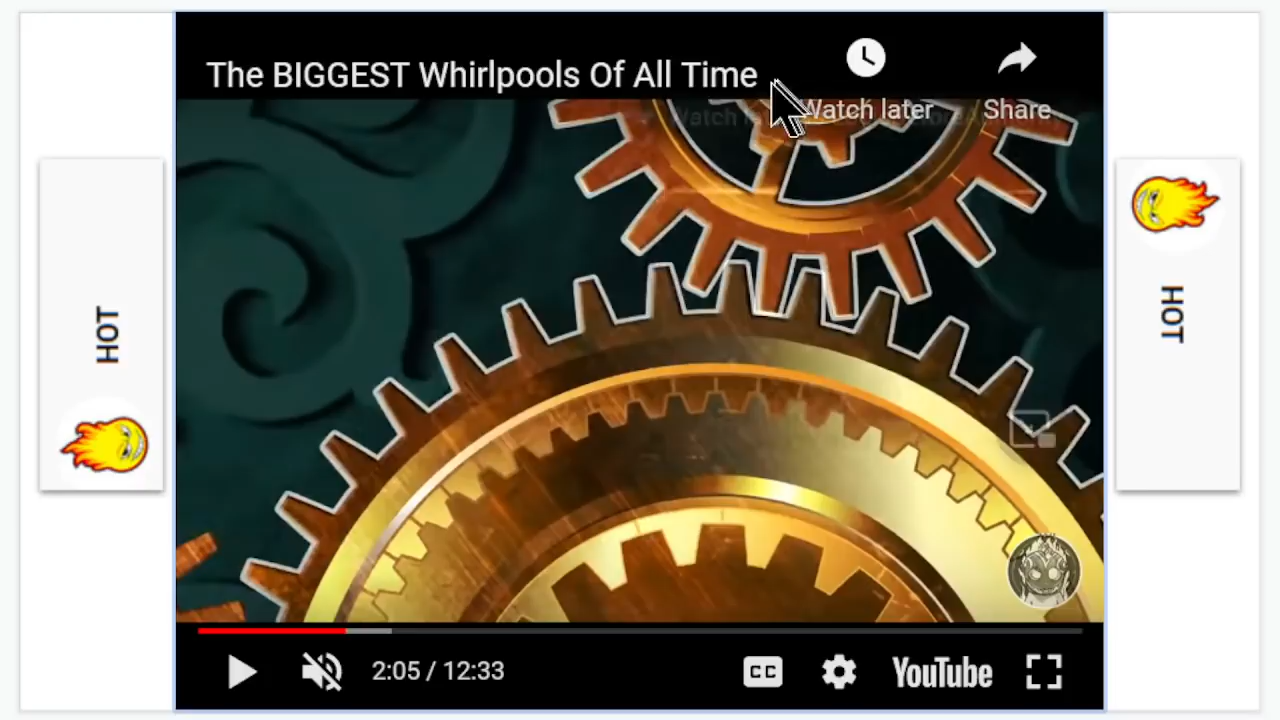 The BIGGEST Whirlpools Of All Time
Watch later
Share
HOT
HOT
2:05 / 12:33
CC
YouTube